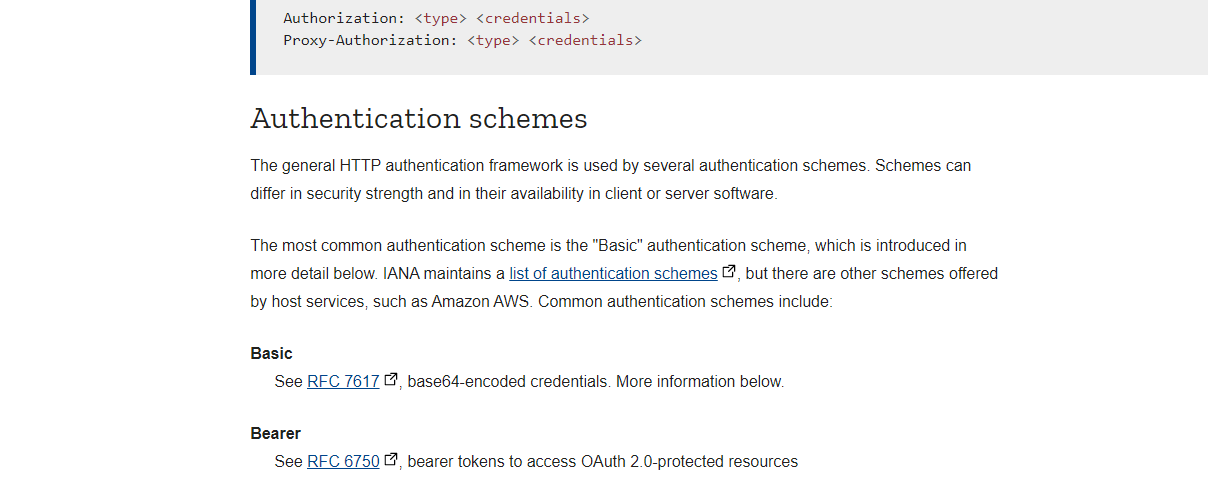 Authorization: <type> <credentials>
Proxy-Authorization: <type> <credentials>
Authentication schemes
The general HTTP authentication framework is used by several authentication schemes. Schemes can
differ in security strength and in their availability in client or server software.
The most common authentication scheme is the "Basic" authentication scheme, which is introduced in
more detail below. IANA maintains a list of authentication schemes, but there are other schemes offered
by host services, such as Amazon AWS. Common authentication schemes include:
Basic
See RFC 7617, base64-encoded credentials. More information below.
Bearer
See RFC 6750, bearer tokens to access OAuth 2.0-protected resources